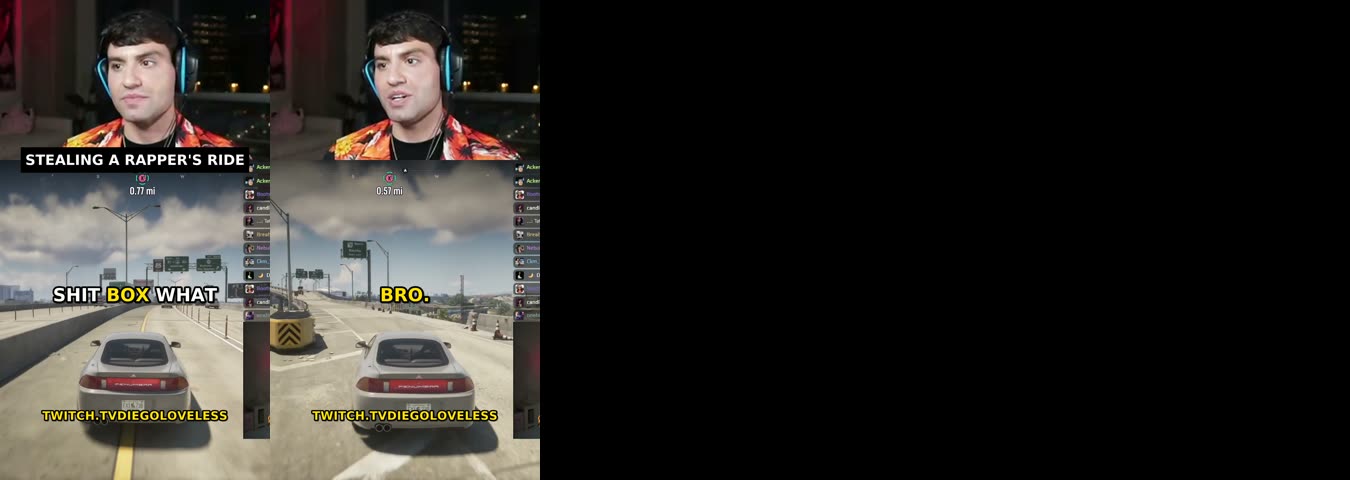 STEALING A RAPPER'S RIDE
0.77 mi
SHIT BOX WHAT
TWITCH.TVDIEGOLOVELESS
0.57 mi
BRO.
TWITCH.TVDIEGOLOVELESS